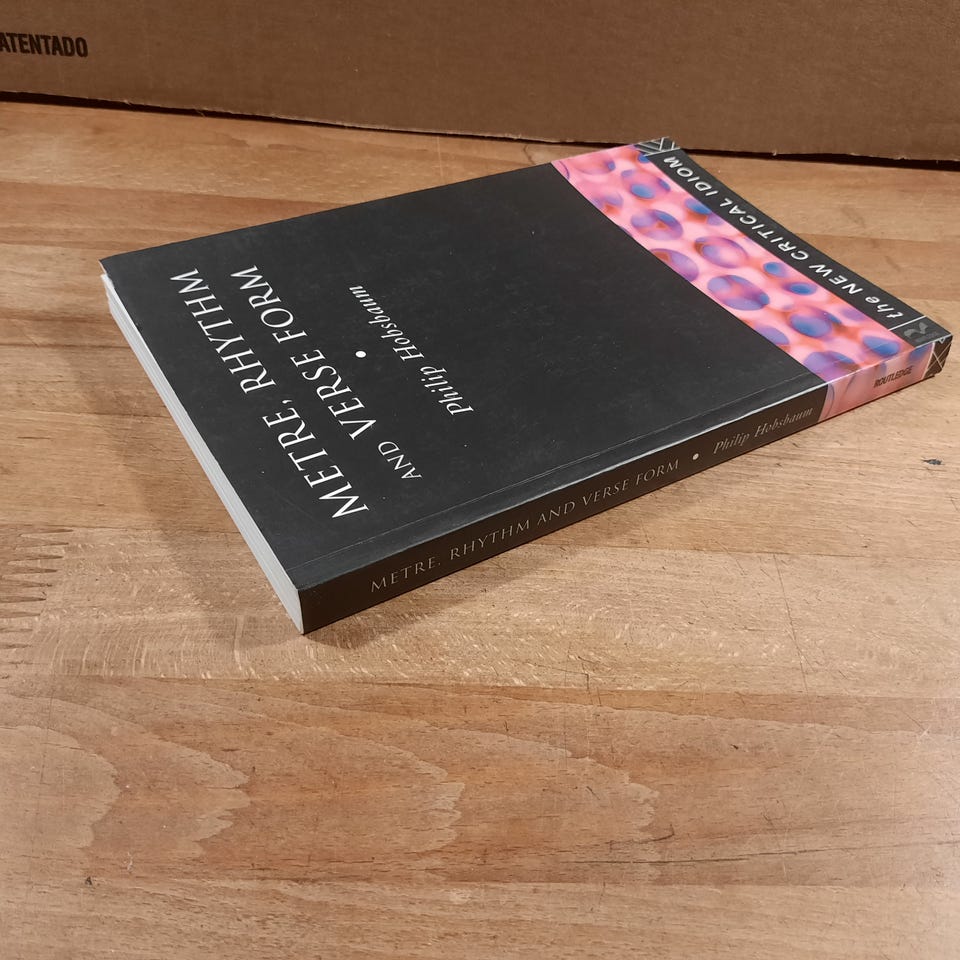 ATENTADO
METRE, RHYTHM
AND VERSE FORM
•
Philip Hobsbaum
the NEW CRITICAL IDIOM
R
METRE, RHYTHM AND VERSE FORM • Philip Hobsbaum
ROUTLEDGE